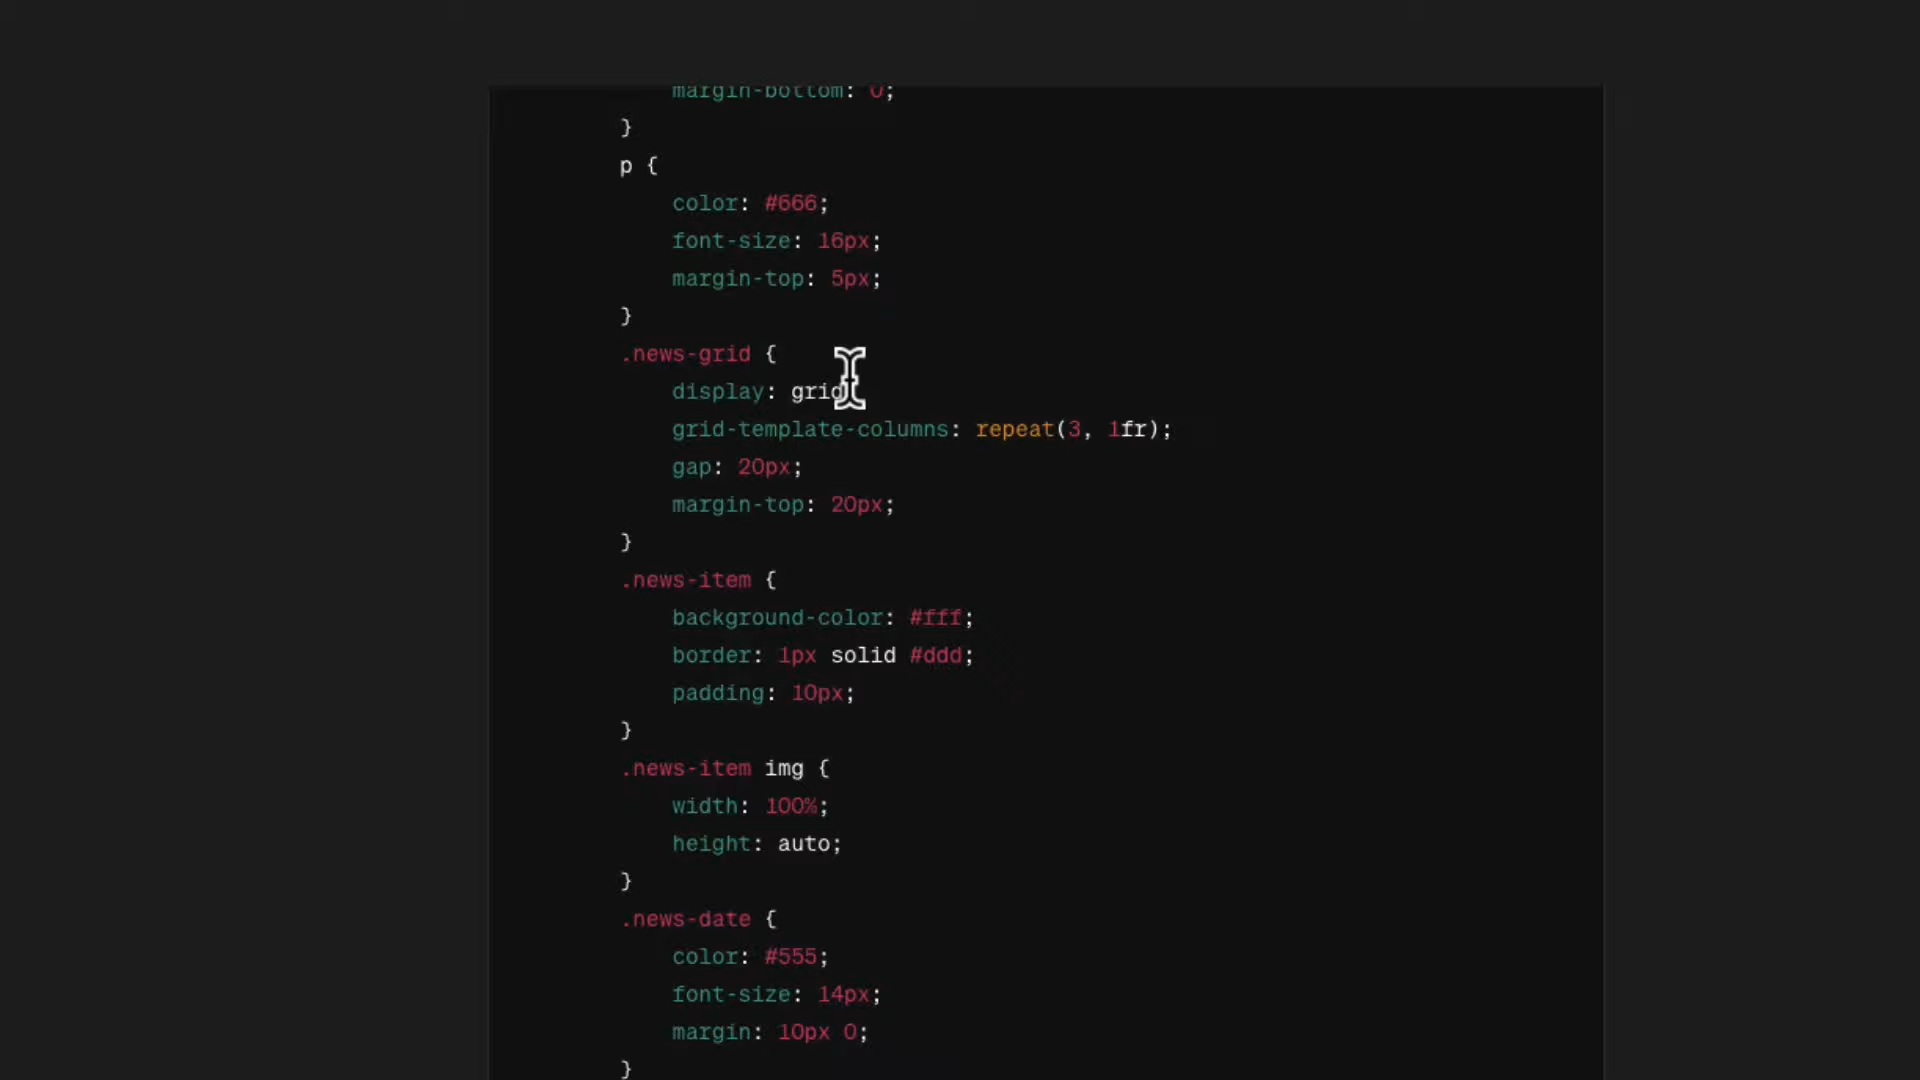 margin-bottom: 0;
}
p {
color: #666;
font-size: 16px;
margin-top: 5px;
}
.news-grid {
display: grid
grid-template-columns: repeat(3, 1fr);
gap: 20px;
margin-top: 20px;
}
.news-item {
background-color: #fff;
border: 1px solid #ddd;
padding: 10px;
}
.news-item img {
width: 100%;
height: auto;
}
.news-date {
color: #555;
font-size: 14px;
margin: 10px 0;
}